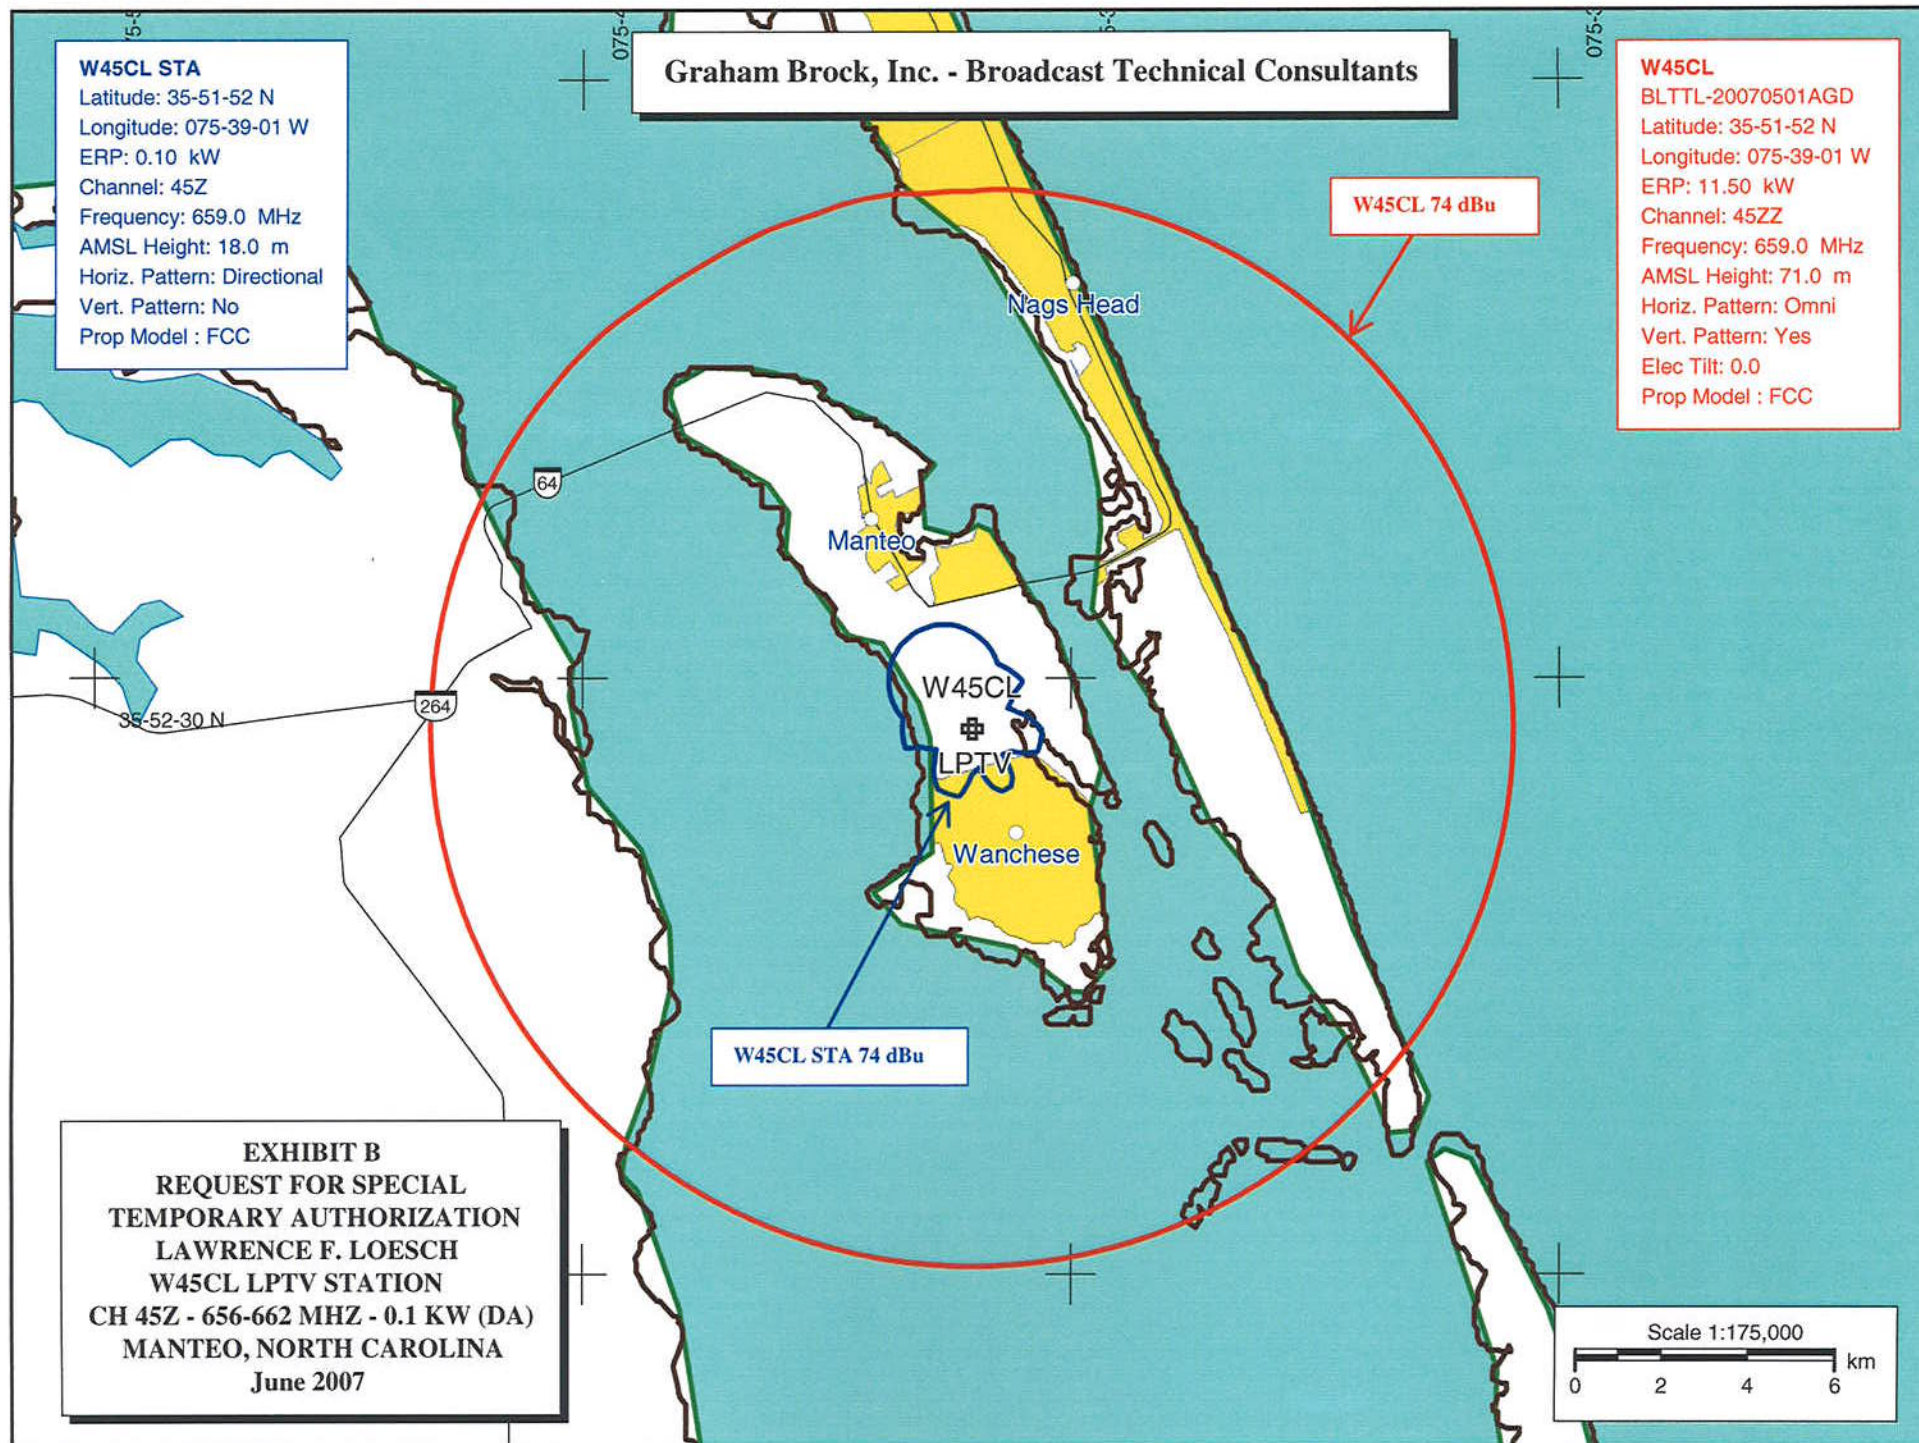 Graham Brock, Inc. - Broadcast Technical Consultants
W45CL STA
Latitude: 35-51-52 N
Longitude: 075-39-01 W
ERP: 0.10 kW
Channel: 45Z
Frequency: 659.0 MHz
AMSL Height: 18.0 m
Horiz. Pattern: Directional
Vert. Pattern: No
Prop Model : FCC
W45CL
BLTTL-20070501AGD
Latitude: 35-51-52 N
Longitude: 075-39-01 W
ERP: 11.50 kW
Channel: 45ZZ
Frequency: 659.0 MHz
AMSL Height: 71.0 m
Horiz. Pattern: Omni
Vert. Pattern: Yes
Elec Tilt: 0.0
Prop Model : FCC
W45CL 74 dBu
Nags Head
64
Manteo
W45CL
264
35-52-30 N
LPTV
Wanchese
W45CL STA 74 dBu
EXHIBIT B
REQUEST FOR SPECIAL
TEMPORARY AUTHORIZATION
LAWRENCE F. LOESCH
W45CL LPTV STATION
CH 45Z - 656-662 MHZ - 0.1 KW (DA)
MANTEO, NORTH CAROLINA
June 2007
Scale 1:175,000
km
0 2 4 6